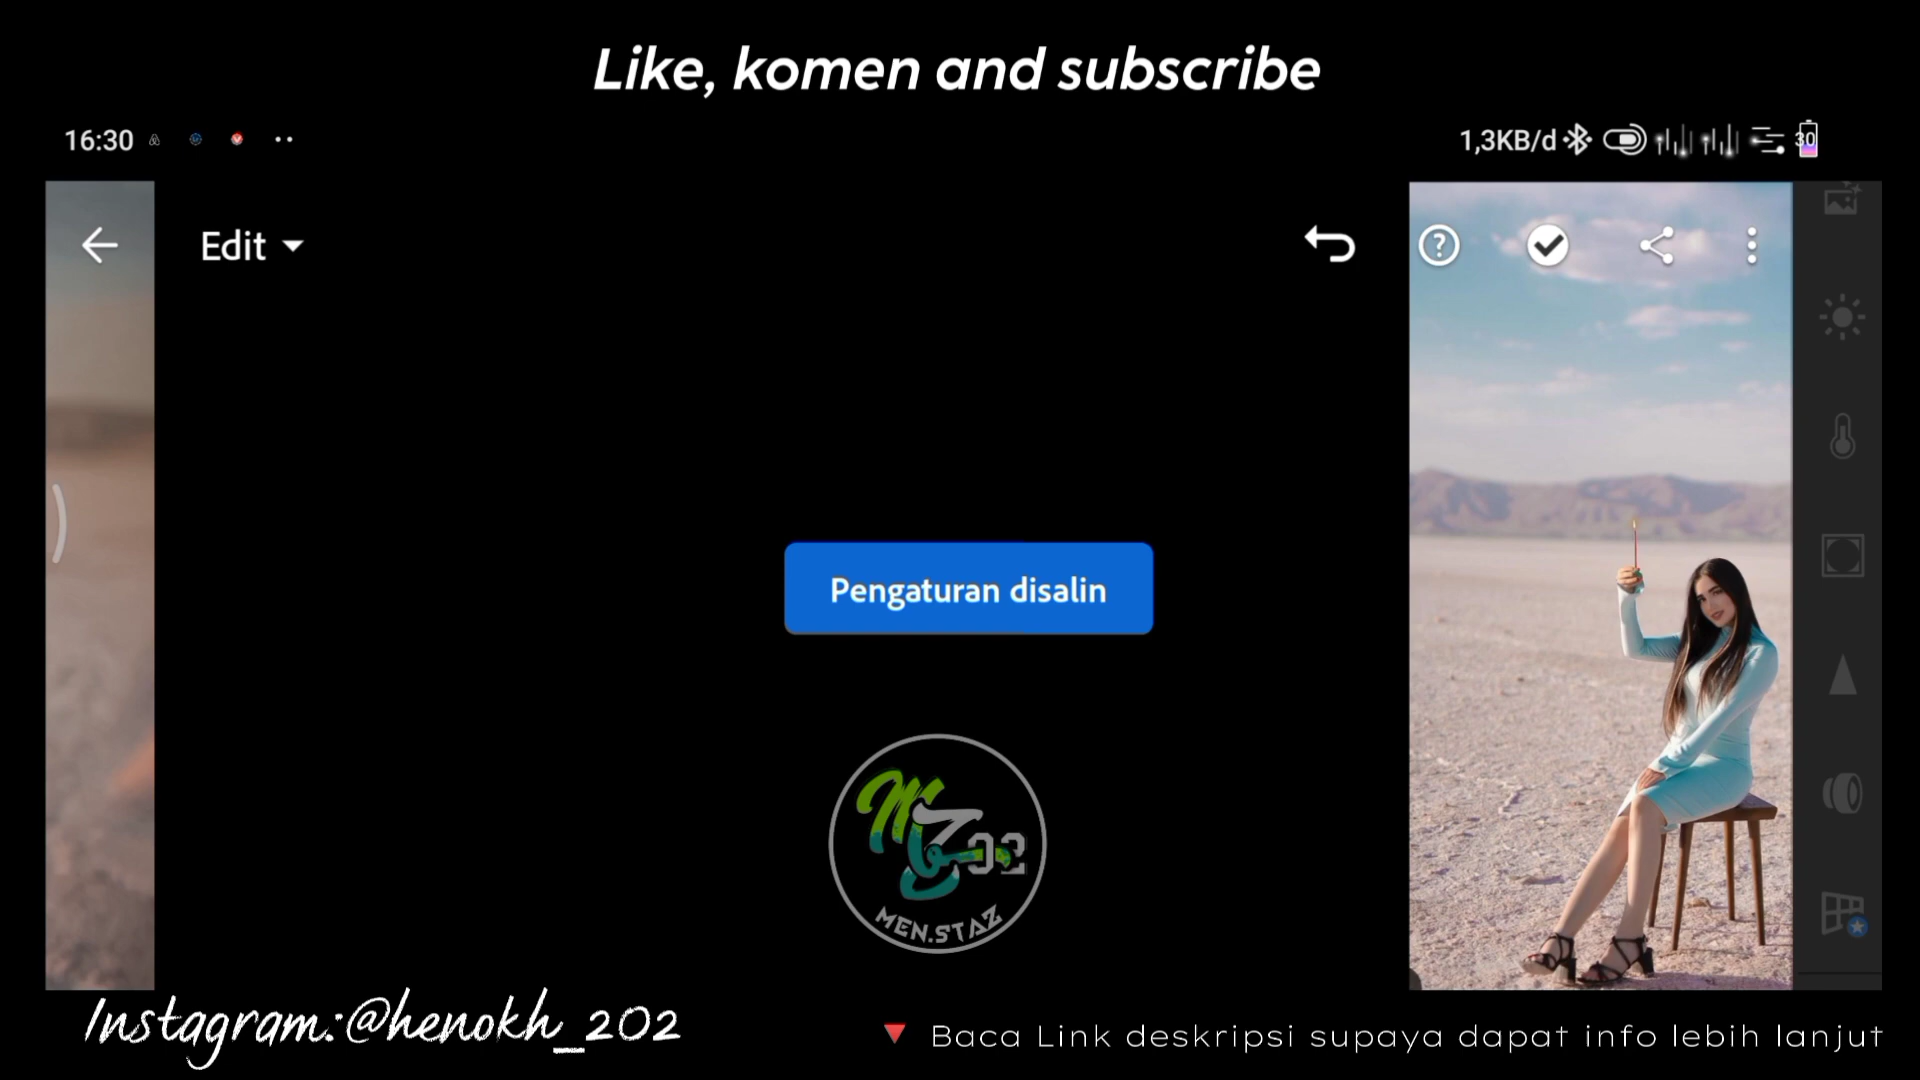 Like, komen and subscribe
16:30
1,3KB/d
30
Edit
Pengaturan disalin
202
MEN.STAZ
Instagram:@henokh_202
Baca Link deskripsi supaya dapat info lebih lanjut